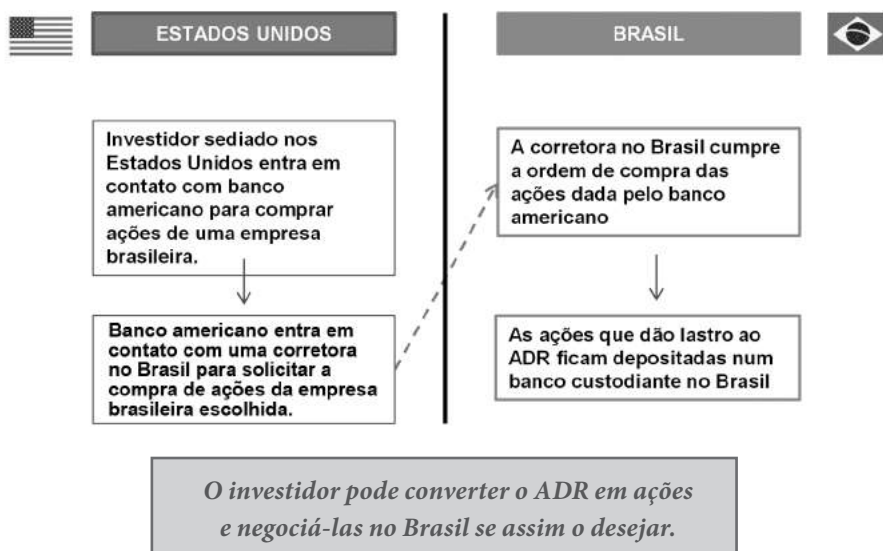 ESTADOS UNIDOS
Investidor sediado nos
Estados Unidos entra em
contato com banco
americano para comprar
ações de uma empresa
brasileira.
Banco americano entra em
contato com uma corretora
no Brasil para solicitar a
compra de ações da empresa
brasileira escolhida.
BRASIL
A corretora no Brasil cumpre
a ordem de compra das
ações dada pelo banco
americano
As ações que dão lastro ao
ADR ficam depositadas num
banco custodiante no Brasil
O investidor pode converter o ADR em ações
e negociá-las no Brasil se assim o desejar.